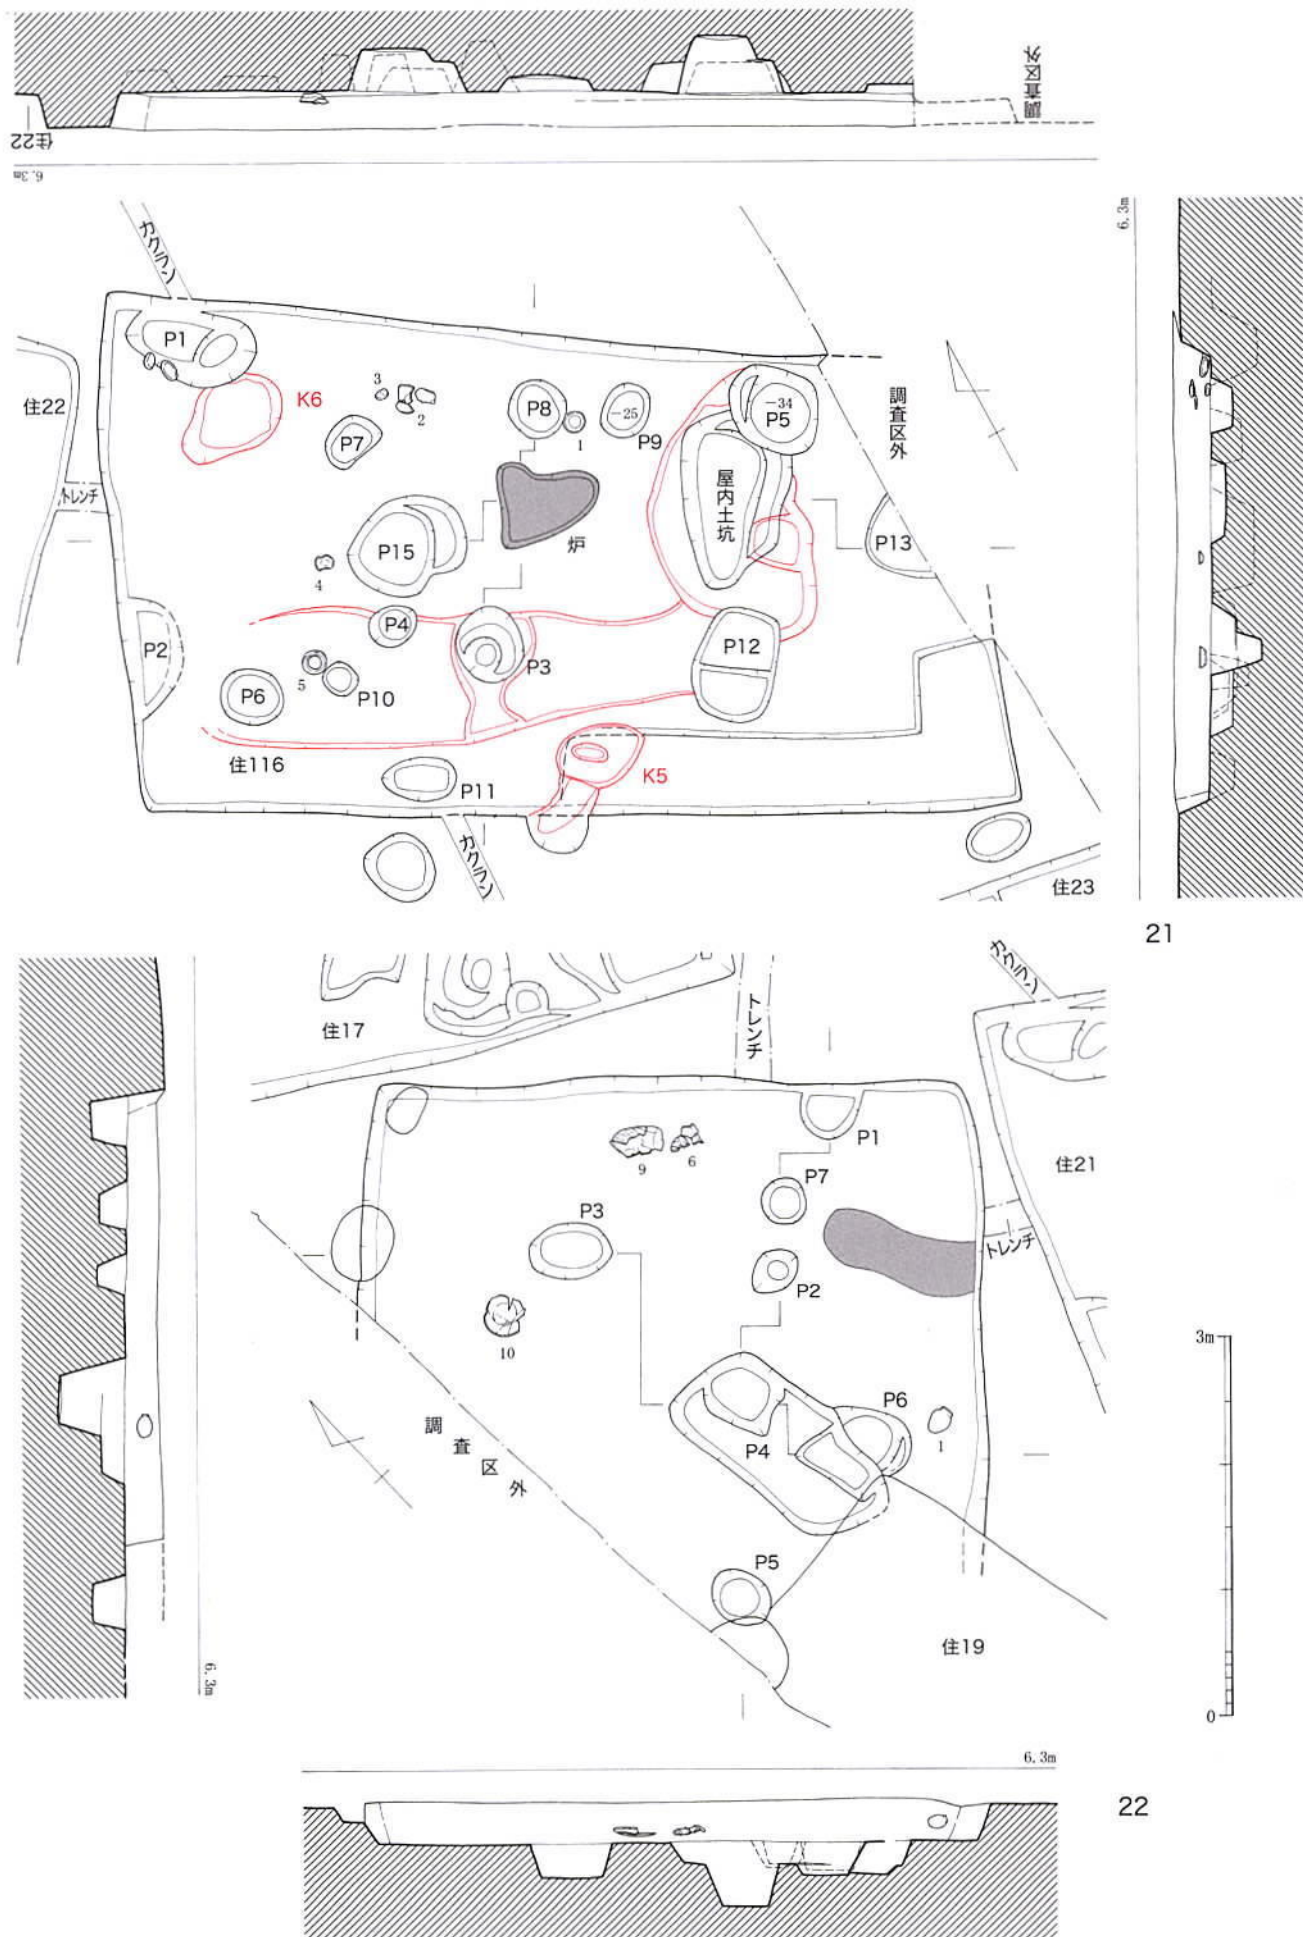 調査区外
住22
6.3m
6.3m
カクラン
P1
住22
K6
3
2
P8
1
-25
P9
-34
P5
調査区外
P7
トレンチ
屋内土坑
P15
炉
P13
4
P4
P2
P3
P12
5
P10
P6
住116
K5
P11
カクラン
住23
21
カクラン
住17
トレンチ
P1
9
6
住21
P7
P3
トレンチ
P2
10
3m
P6
1
調査区外
P4
P5
住19
6.3m
0
6.3m
22